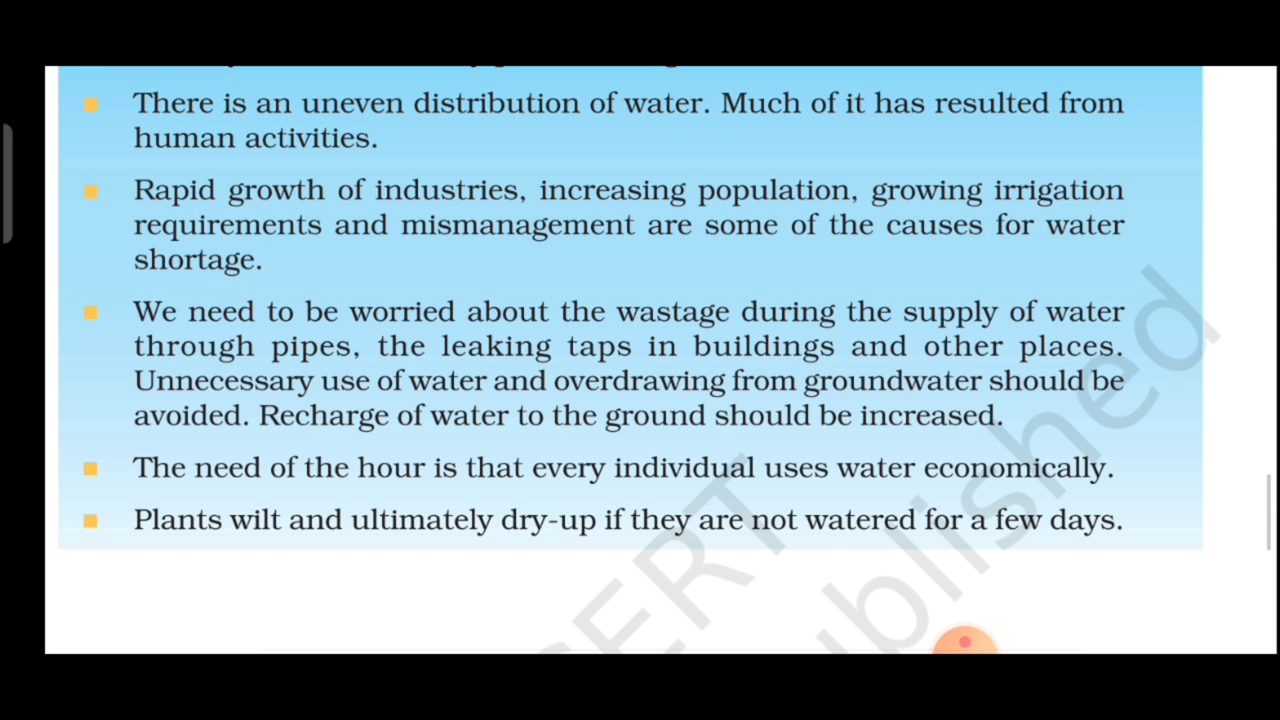 There is an uneven distribution of water. Much of it has resulted from
human activities.
Rapid growth of industries, increasing population, growing irrigation
requirements and mismanagement are some of the causes for water
shortage.
We need to be worried about the wastage during the supply of water
through pipes, the leaking taps in buildings and other places.
Unnecessary use of water and overdrawing from groundwater should be
avoided. Recharge of water to the ground should be increased.
The need of the hour is that every individual uses water economically.
Plants wilt and ultimately dry-up if they are not watered for a few days.